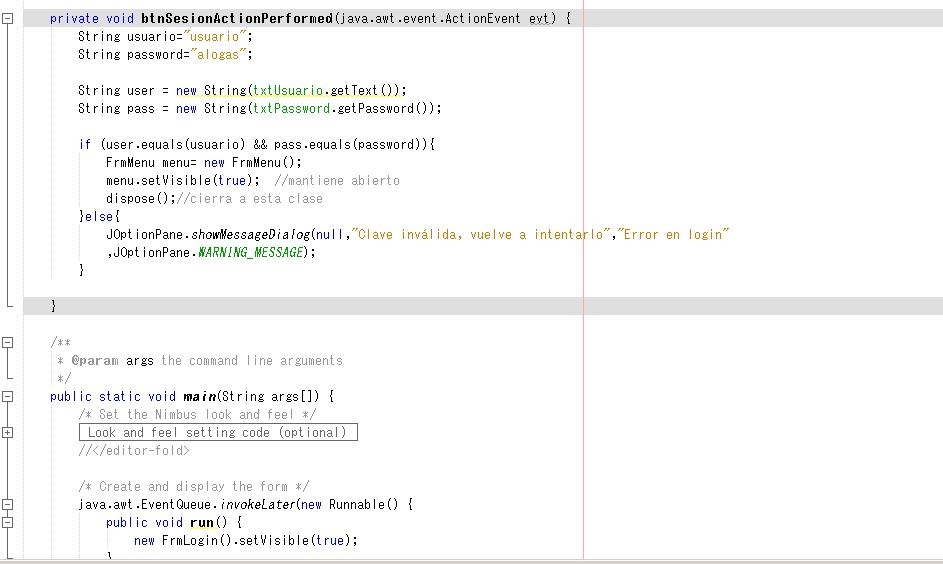 private void btnSesionActionPerformed(java.awt.event.ActionEvent evt) {
String usuario="usuario";
String password="alogas";
String user = new String(txtUsuario.getText());
String pass = new String(txtPassword.getPassword());
if (user.equals(usuario) && pass.equals(password)){
FrmMenu menu= new FrmMenu();
menu.setVisible(true);  //mantiene abierto
dispose();//cierra a esta clase
}else{
JOptionPane.showMessageDialog(null,"Clave inválida, vuelve a intentarlo","Error en login"
,JOptionPane.WARNING_MESSAGE);
}
}
/**
* @param args the command line arguments
*/
public static void main(String args[]) {
/* Set the Nimbus look and feel */
Look and feel setting code (optional)
//</editor-fold>
/* Create and display the form */
java.awt.EventQueue.invokeLater(new Runnable() {
public void run() {
new FrmLogin().setVisible(true);
}